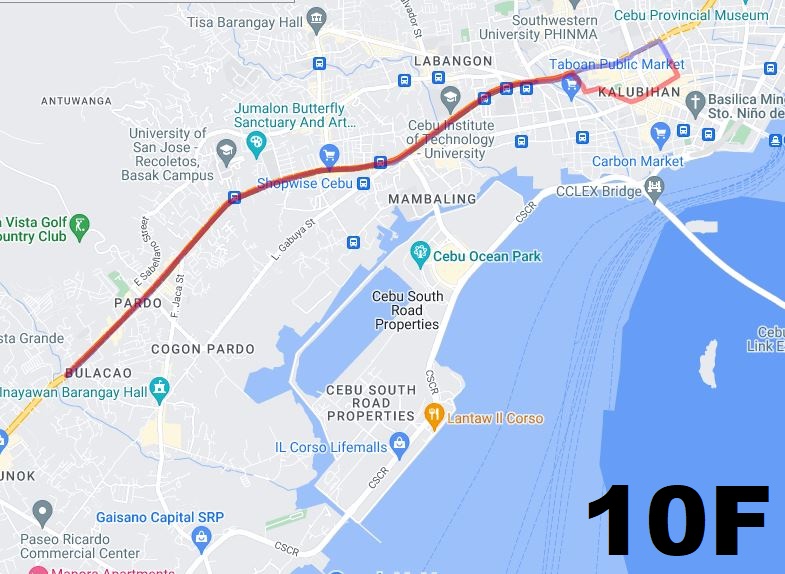 Tisa Barangay Hall
Southwestern
University PHINMA
Cebu Provincial Museum
LABANGON
Taboan Public Market
ANTUWANGA
KALUBIHAN
Jumalon Butterfly
Sanctuary And Art...
Basilica Min
Sto. Niño de
University of
San Jose -
Recoletos,
Basak Campus
Cebu Institute
of Technology
- University
Carbon Market
Shopwise Cebu
CCLEX Bridge
MAMBALING
CSCR
Vista Golf
ountry Club
E Sabellano Street
L. Gabuya St
Cebu Ocean Park
F. Jaca St
PARDO
Cebu South
Road
Properties
sta Grande
COGON PARDO
Cebu
Link E
BULACAO
Inayawan Barangay Hall
CSCR
CEBU SOUTH
ROAD
PROPERTIES
Lantaw Il Corso
IL Corso Lifemalls
UNOK
CSCR
Gaisano Capital SRP
10F
Paseo Ricardo
Commercial Center
CSCR